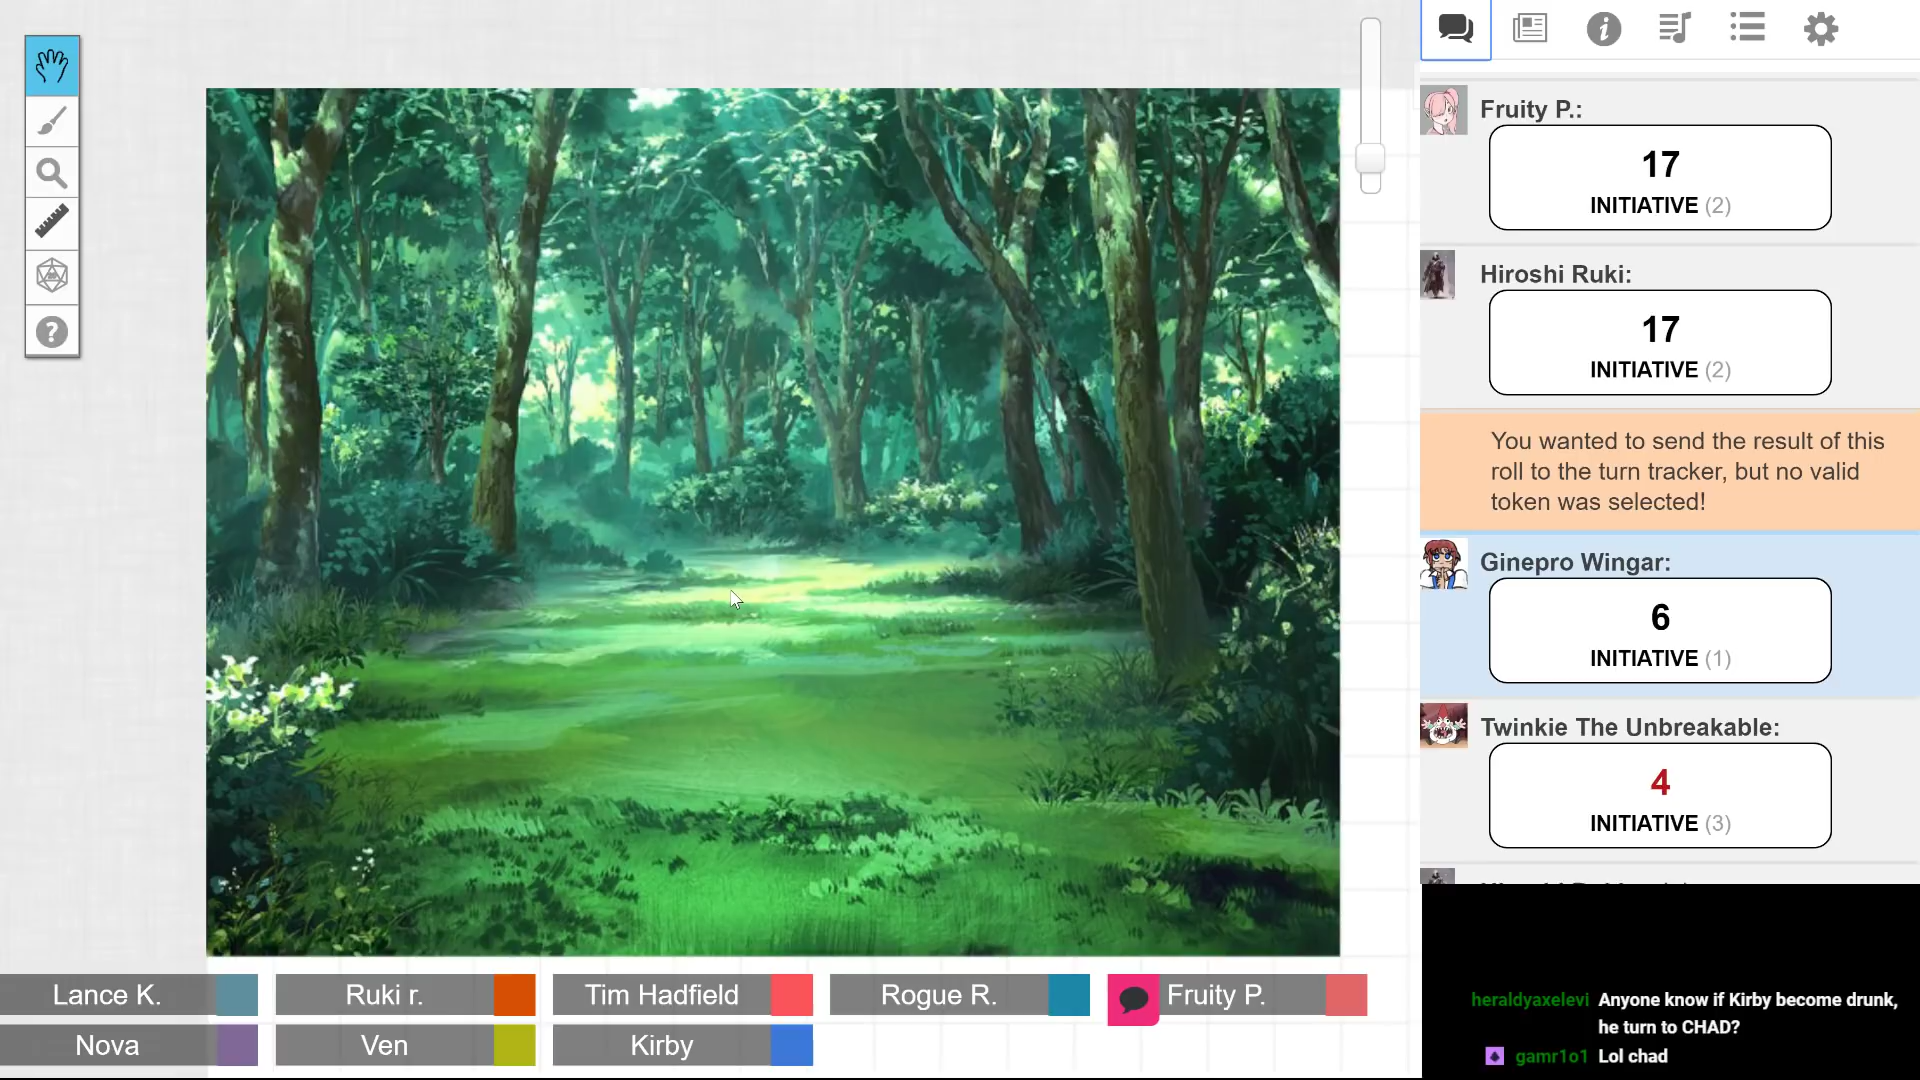 Fruity P.:
17
INITIATIVE (2)
Hiroshi Ruki:
17
INITIATIVE (2)
You wanted to send the result of this
roll to the turn tracker, but no valid
token was selected!
Ginepro Wingar:
6
INITIATIVE (1)
Twinkie The Unbreakable:
4
INITIATIVE (3)
Lance K.
Ruki r.
Tim Hadfield
Rogue R.
Fruity P.
Nova
Ven
Kirby
heraldyaxelevi Anyone know if Kirby become drunk,
he turn to CHAD?
gamr1o1 Lol chad